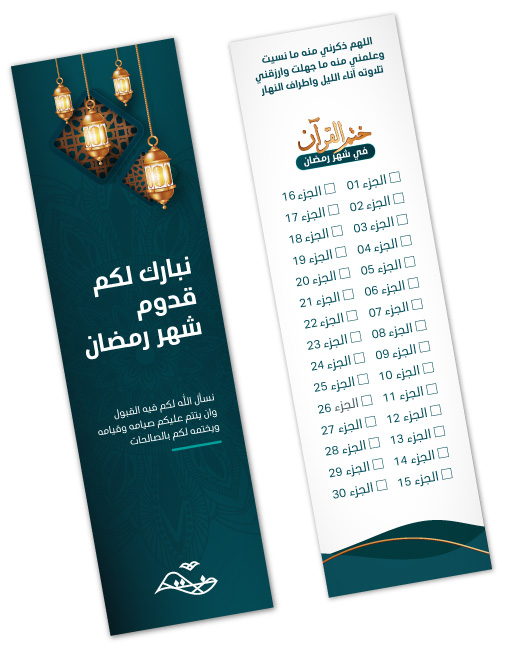 نبارك لكم
قدوم
شهر رمضان
نسأل الله لكم فيه القبول
وان يتتم عليكم صيامه وقيامه
ويختمه لكم بالصالحات
اللهم ذكرني منه ما نسيت
وعلمني منه ما جهلت وارزقني
تلاوته أناء الليل واطراف النهار
ختم القرآن
في شهر رمضان
الجزء 01
الجزء 02
الجزء 03
الجزء 04
الجزء 05
الجزء 06
الجزء 07
الجزء 08
الجزء 09
الجزء 10
الجزء 11
الجزء 12
الجزء 13
الجزء 14
الجزء 15
الجزء 16
الجزء 17
الجزء 18
الجزء 19
الجزء 20
الجزء 21
الجزء 22
الجزء 23
الجزء 24
الجزء 25
الجزء 26
الجزء 27
الجزء 28
الجزء 29
الجزء 30